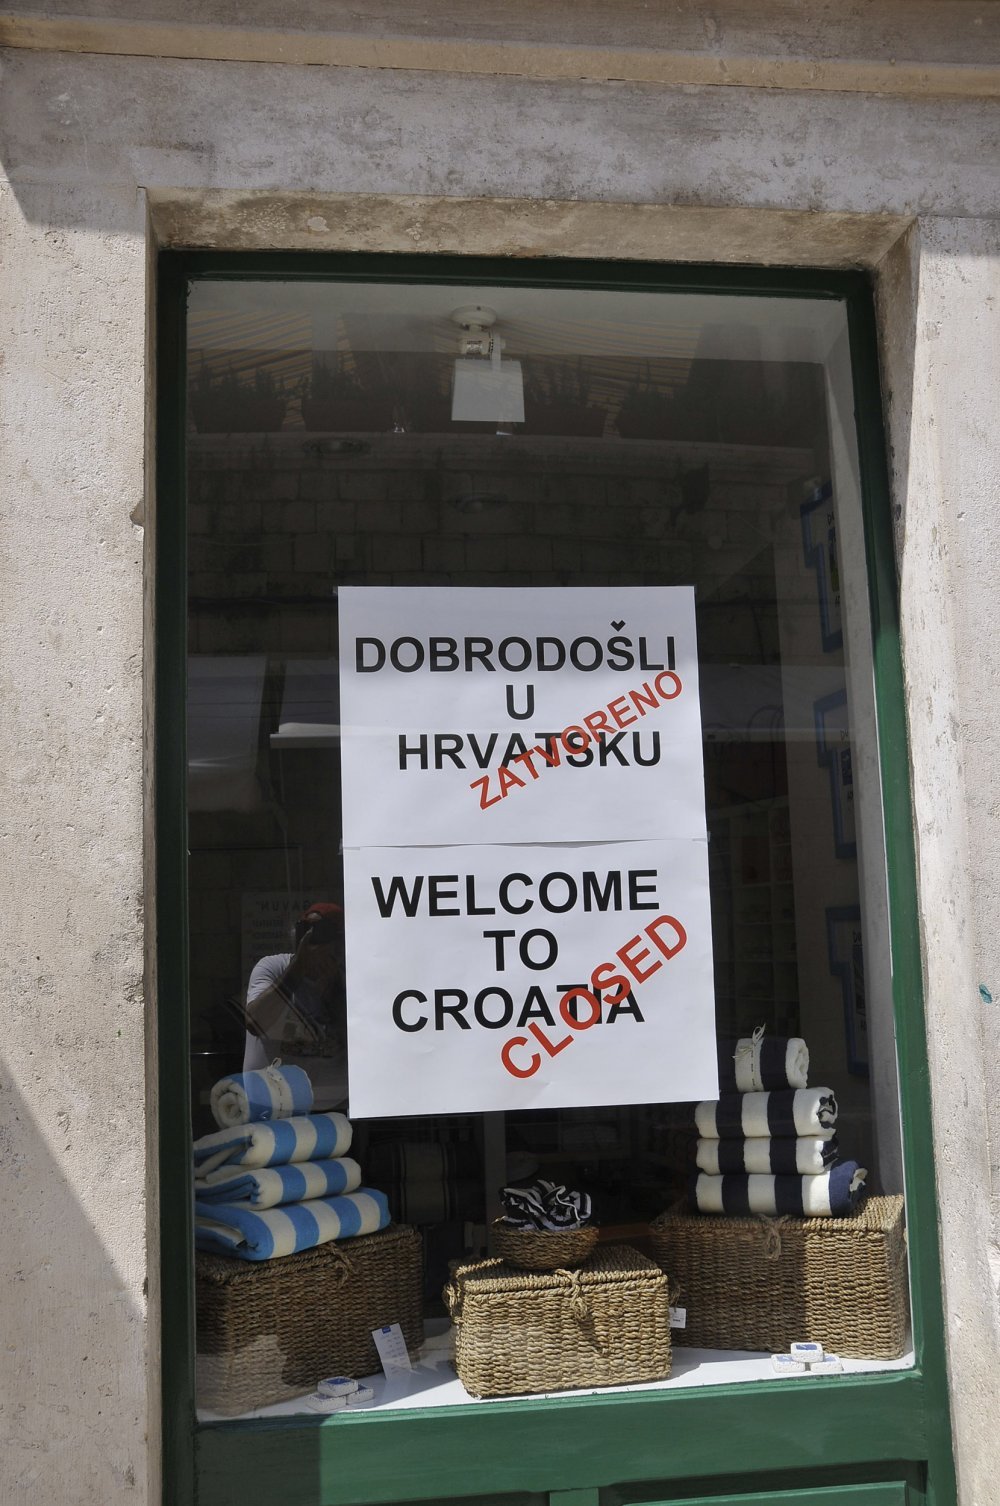 DOBRODOŠLI
U
HRVATSKU
ZATVORENO
WELCOME
TO
CROATIA
CLOSED